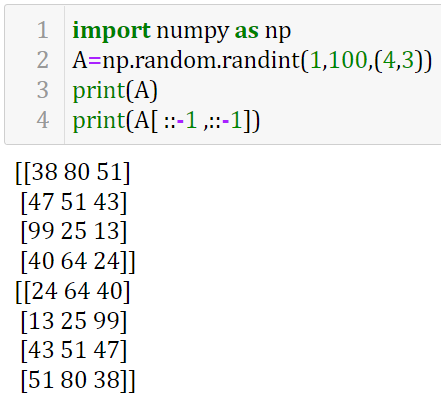 1 import numpy as np
2 A=np.random.randint(1,100,(4,3))
3 print(A)
4 print(A[ ::-1 ,::-1])
[[38 80 51]
[47 51 43]
[99 25 13]
[40 64 24]]
[[24 64 40]
[13 25 99]
[43 51 47]
[51 80 38]]